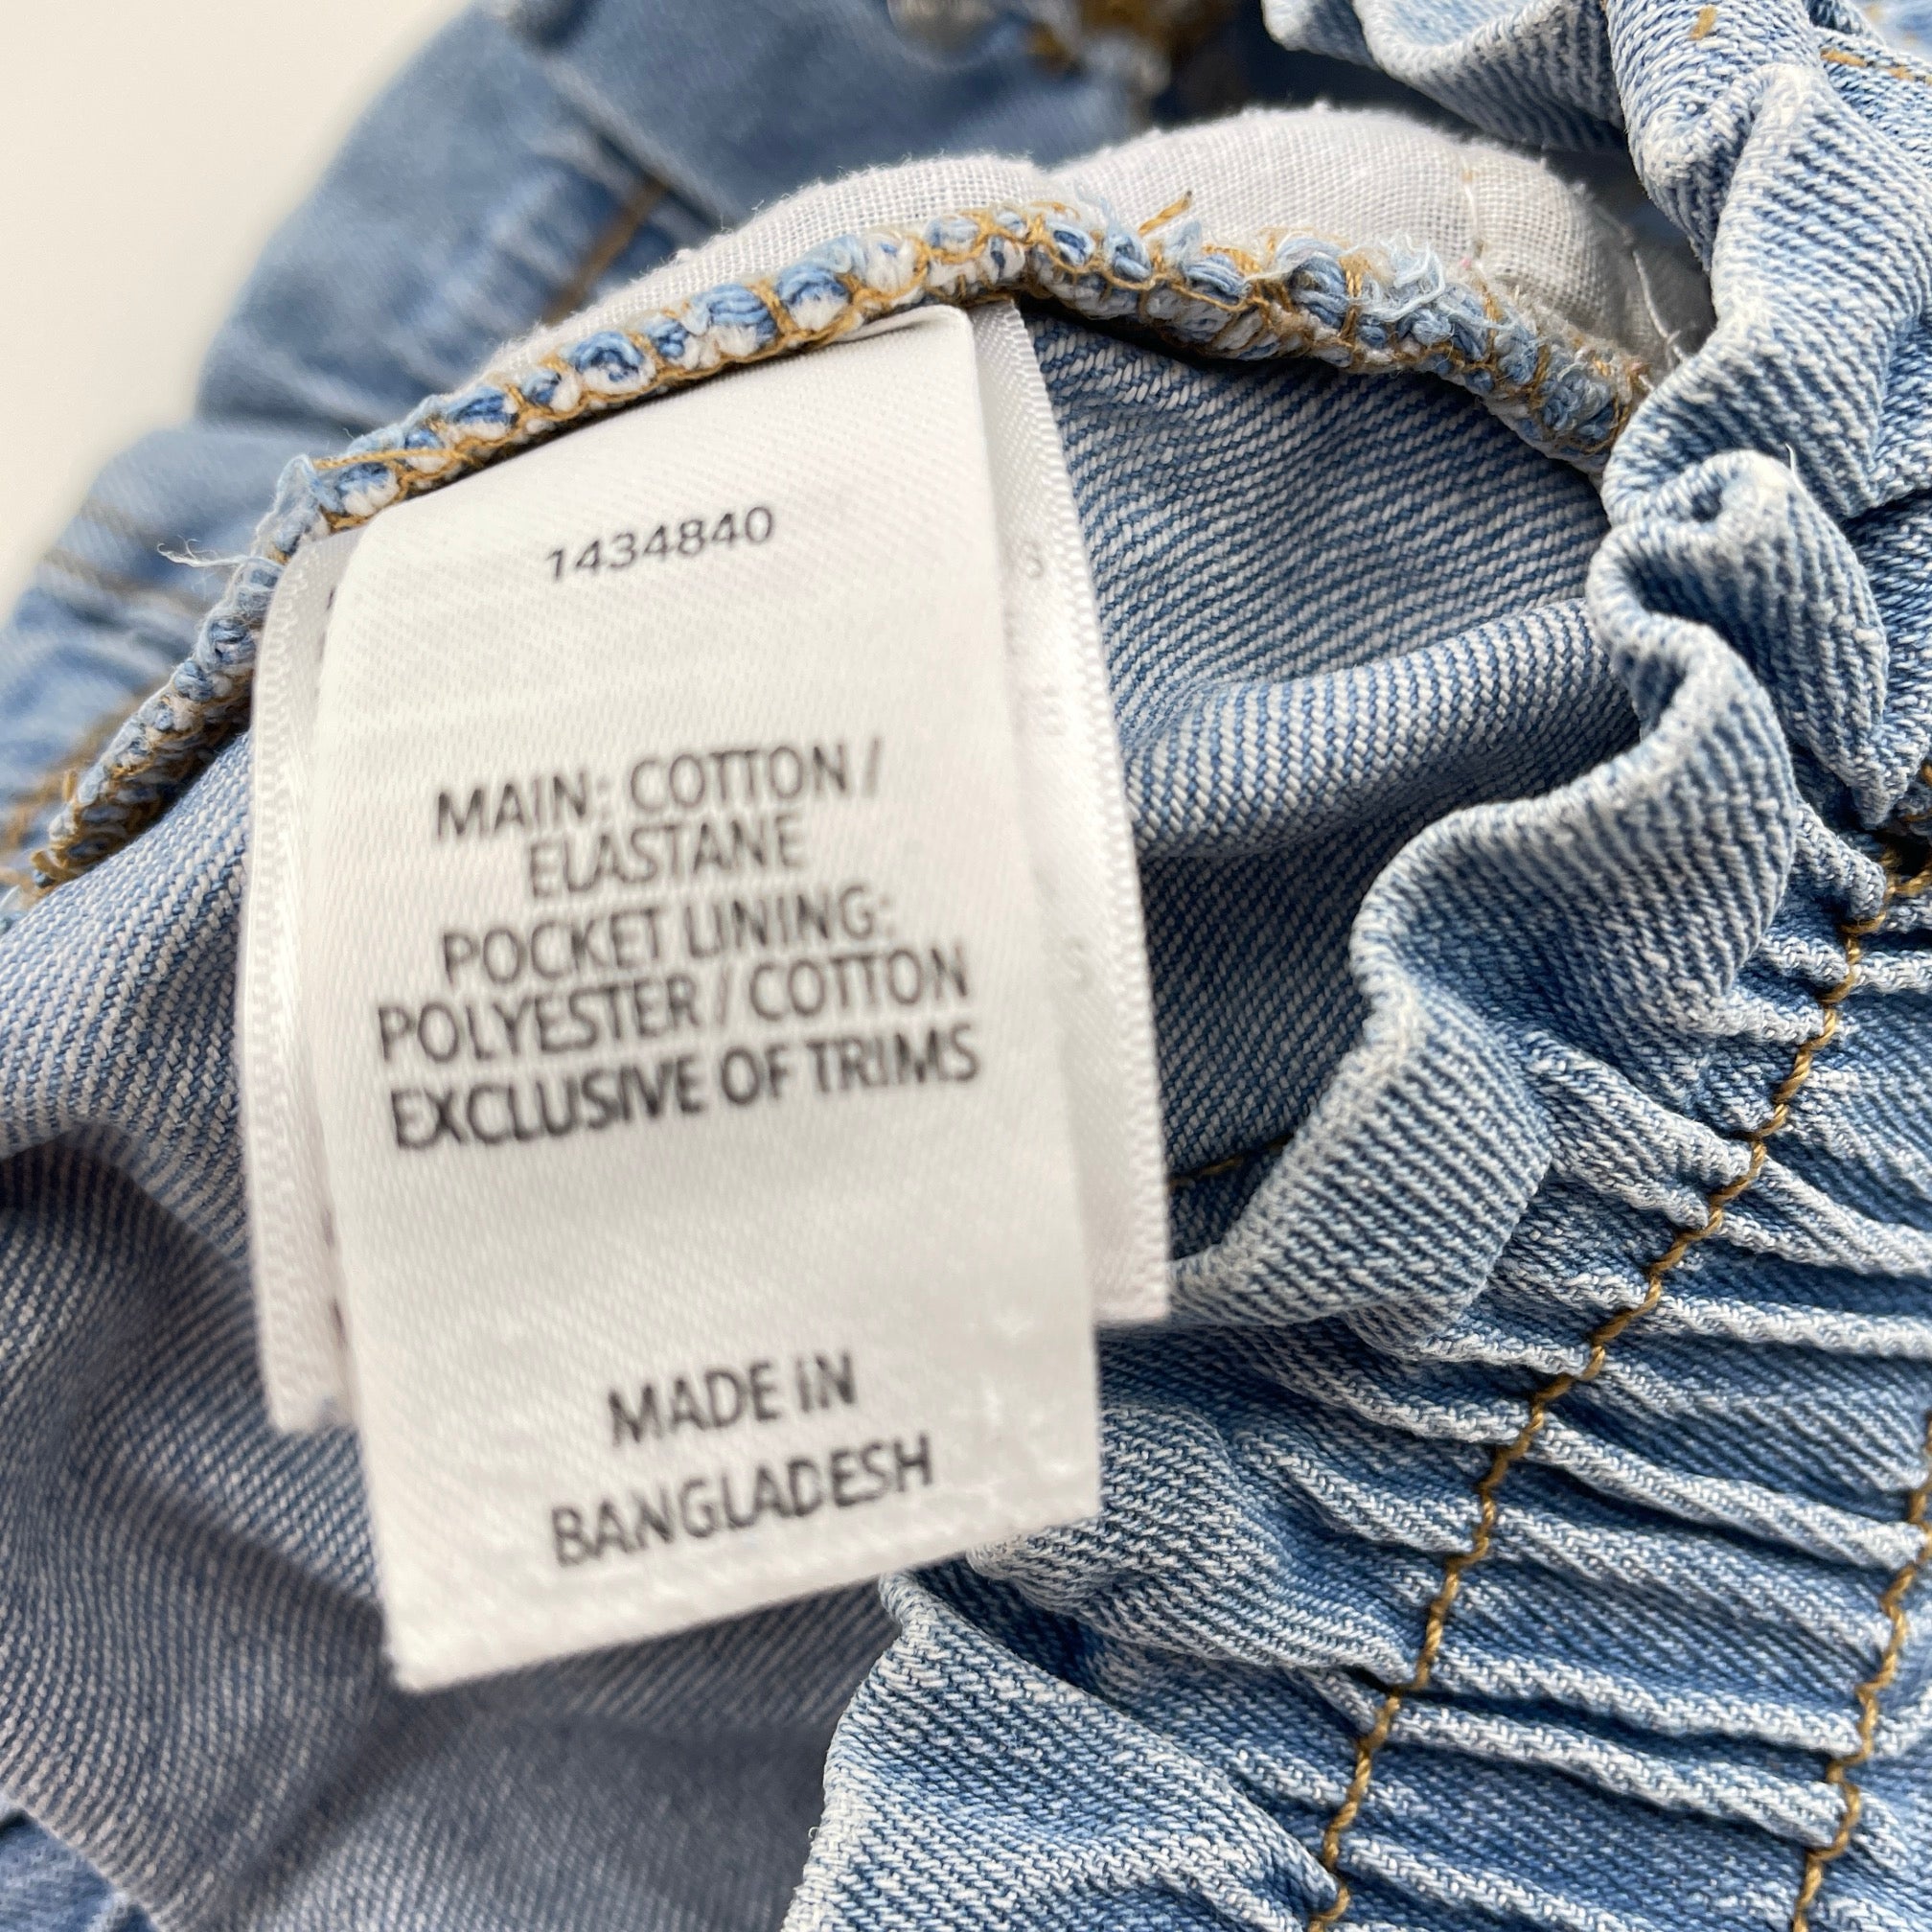 1434840
MAIN: COTTON /
ELASTANE
POCKET LINING:
POLYESTER / COTTON
EXCLUSIVE OF TRIMS
MADE IN
BANGLADESH